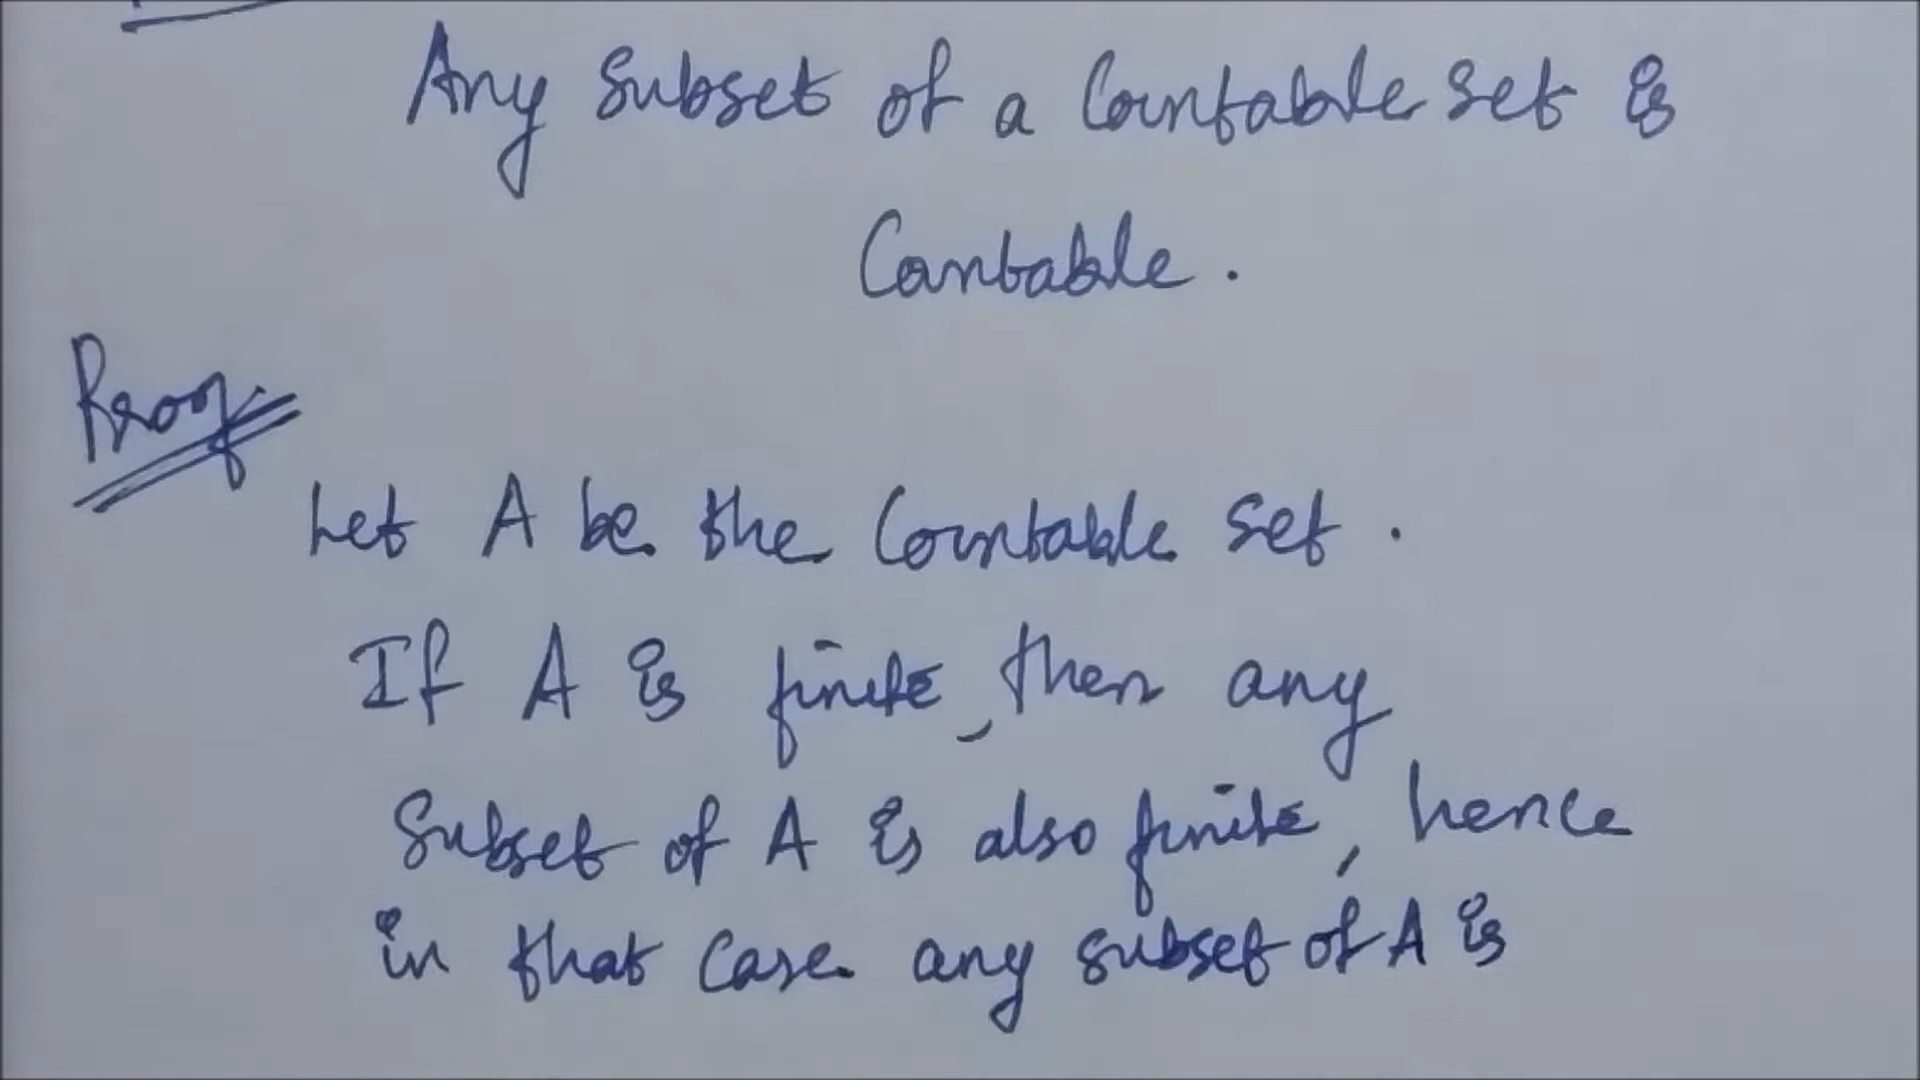 Any subset of a Countable set is
Countable.
Proof
Let A be the Countable set.
If A is finite, then any
Subset of A is also finite, hence
in that case any subset of A is